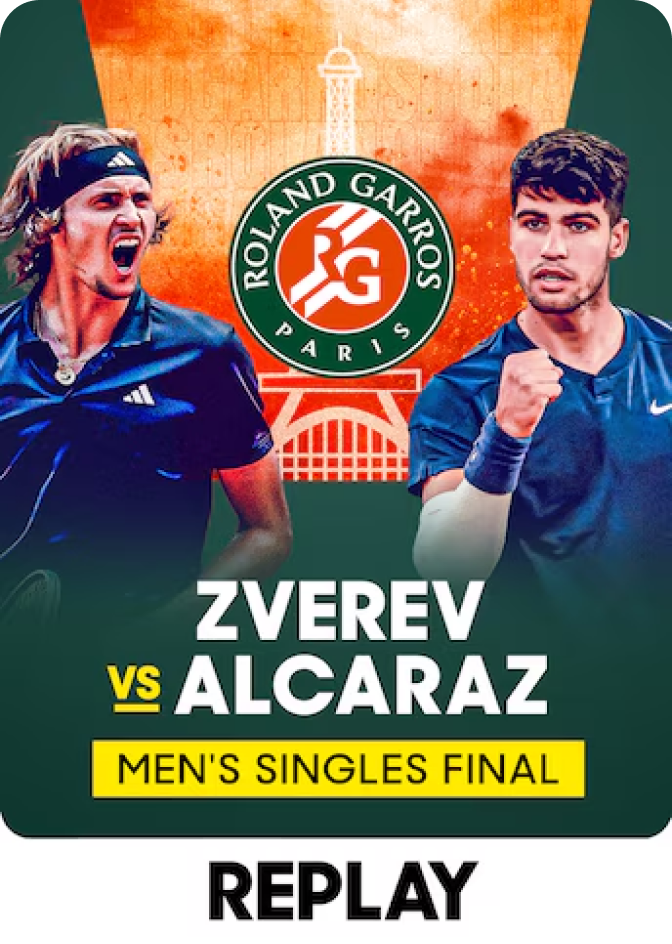 ROLAND GARROS
RG
PARIS
ZVEREV
VS ALCARAZ
MEN'S SINGLES FINAL
REPLAY